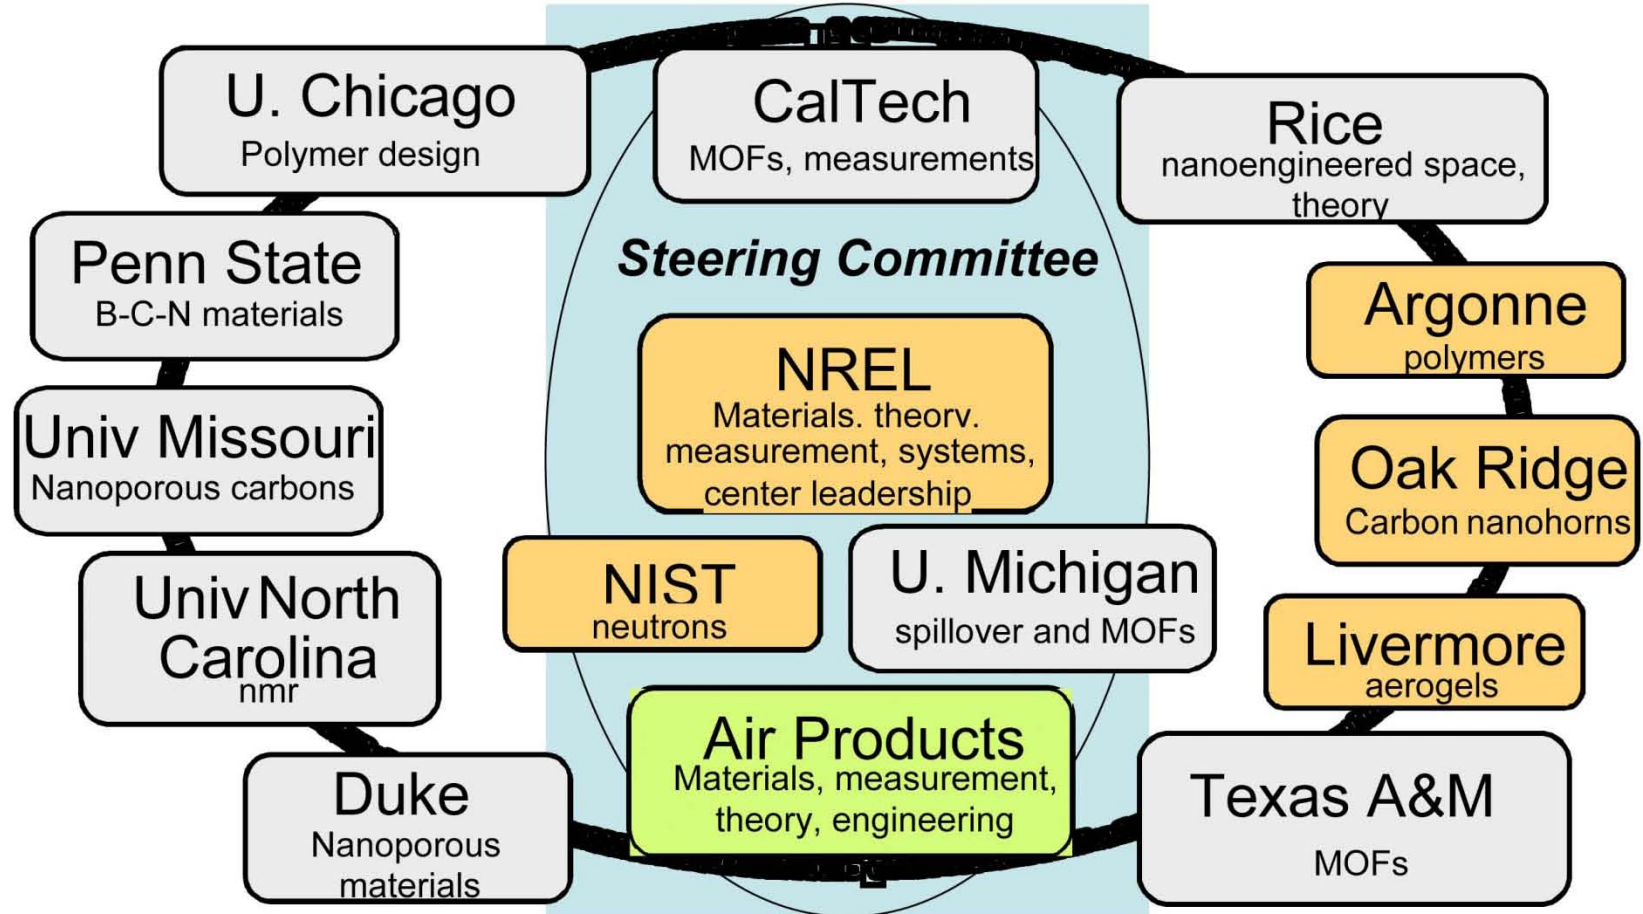 U. Chicago
Polymer design
CalTech
MOFs, measurements
Rice
nanoengineered space,
theory
Steering Committee
Penn State
B-C-N materials
Argonne
polymers
NREL
Materials. theorv.
measurement, systems,
center leadership
Univ Missouri
Nanoporous carbons
Oak Ridge
Carbon nanohorns
NIST
neutrons
U. Michigan
spillover and MOFs
Univ North
Carolina
nmr
Livermore
aerogels
Air Products
Materials, measurement,
theory, engineering
Duke
Nanoporous
materials
Texas A&M
MOFs